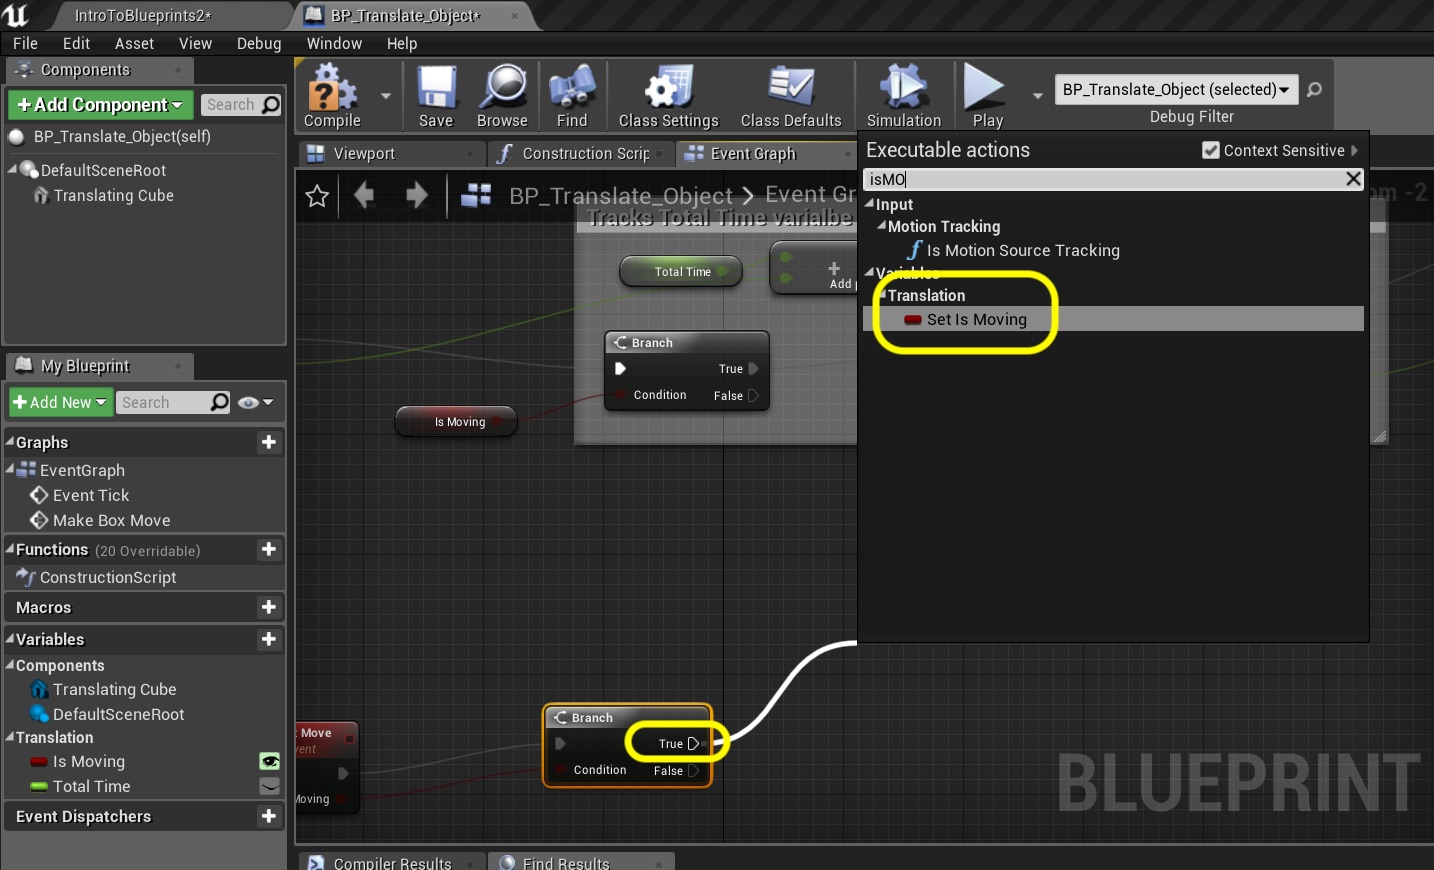 IntroToBlueprints2*
BP_Translate_Object*
File Edit Asset View Debug Window Help
Components
+Add Component
Search
BP_Translate_Object(self)
DefaultSceneRoot
Translating Cube
Compile
Save
Browse
Find
Class Settings
Class Defaults
Simulation
Play
BP_Translate_Object (selected)
Debug Filter
Viewport
Construction Scrip
Event Graph
BP_Translate_Object > Event Gr
om -2
Tracks Total Time varialbe
Total Time
Add p
Branch
True
Condition
False
Is Moving
Executable actions
Context Sensitive
isMO
Input
Motion Tracking
Is Motion Source Tracking
Variables
Translation
Set Is Moving
My Blueprint
+Add New
Search
Graphs
EventGraph
Event Tick
Make Box Move
Functions (20 Overridable)
ConstructionScript
Macros
Variables
Components
Translating Cube
DefaultSceneRoot
Translation
Is Moving
Total Time
Event Dispatchers
t Move
vent
Moving
Branch
True
Condition
False
BLUEPRINT
Compiler Results
Find Results